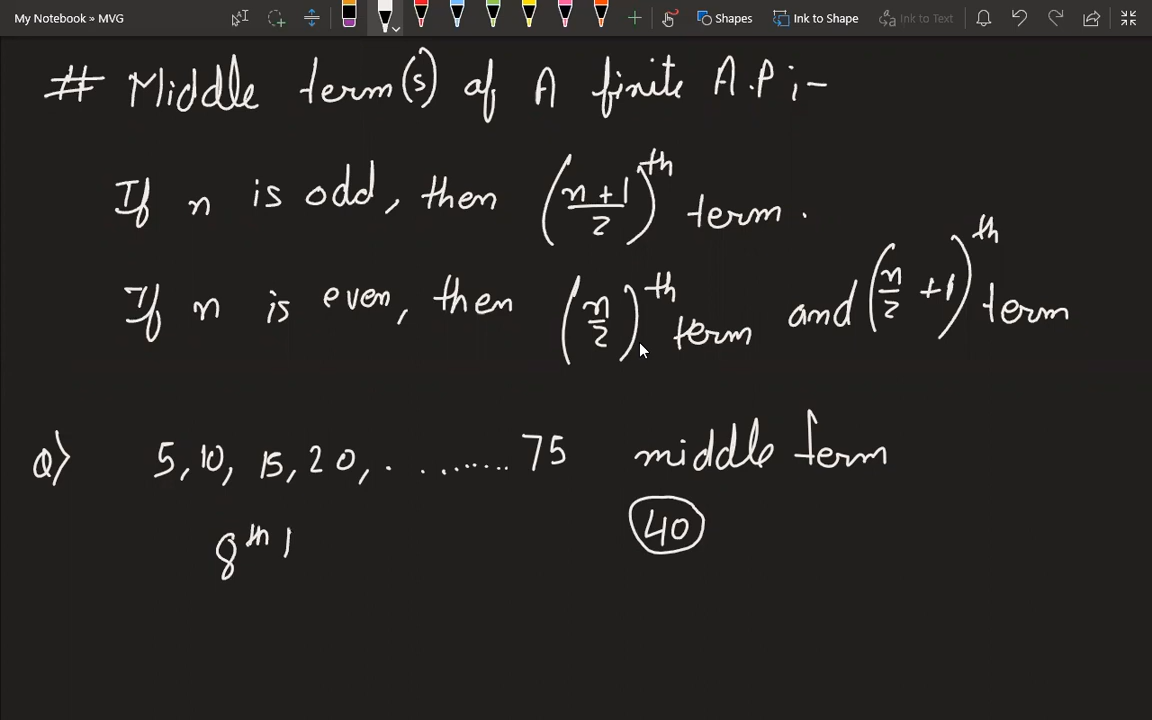 My Notebook » MVG
Shapes Ink to Shape Ink to Text
# Middle term(s) of A finite A.P ;-
If n is odd, then (n+1/2)^th term.
If n is even, then (n/2)^th term and (n/2 +1)^th term
Q) 5, 10, 15, 20, ......... 75 middle term
40
8th